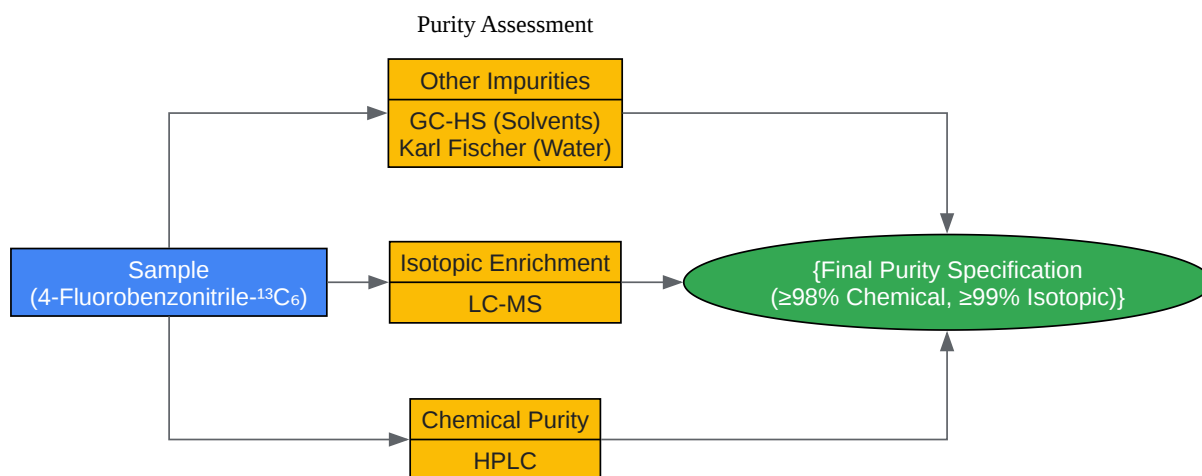 Purity Assessment
Other Impurities
GC-HS (Solvents)
Karl Fischer (Water)
Sample
(4-Fluorobenzonitrile-¹³C₆)
Isotopic Enrichment
LC-MS
{Final Purity Specification
(≥98% Chemical, ≥99% Isotopic)}
Chemical Purity
HPLC